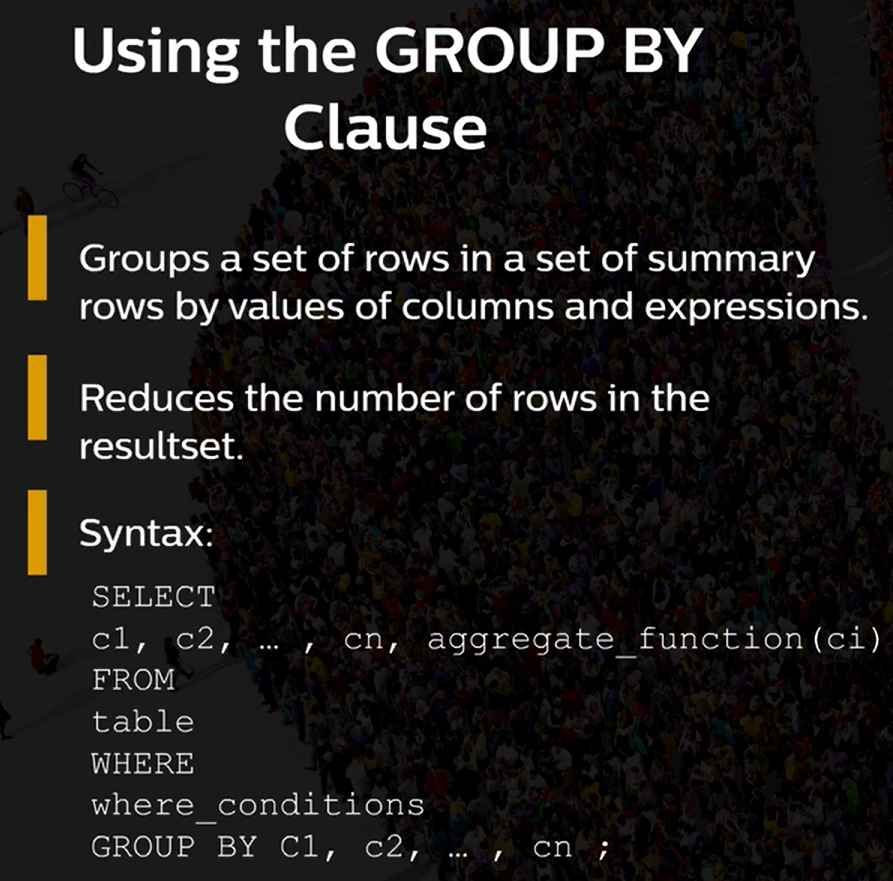 Using the GROUP BY
Clause
Groups a set of rows in a set of summary
rows by values of columns and expressions.
Reduces the number of rows in the
resultset.
Syntax:
SELECT
c1, c2, … , cn, aggregate_function(ci)
FROM
table
WHERE
where_conditions
GROUP BY C1, c2, … , cn ;